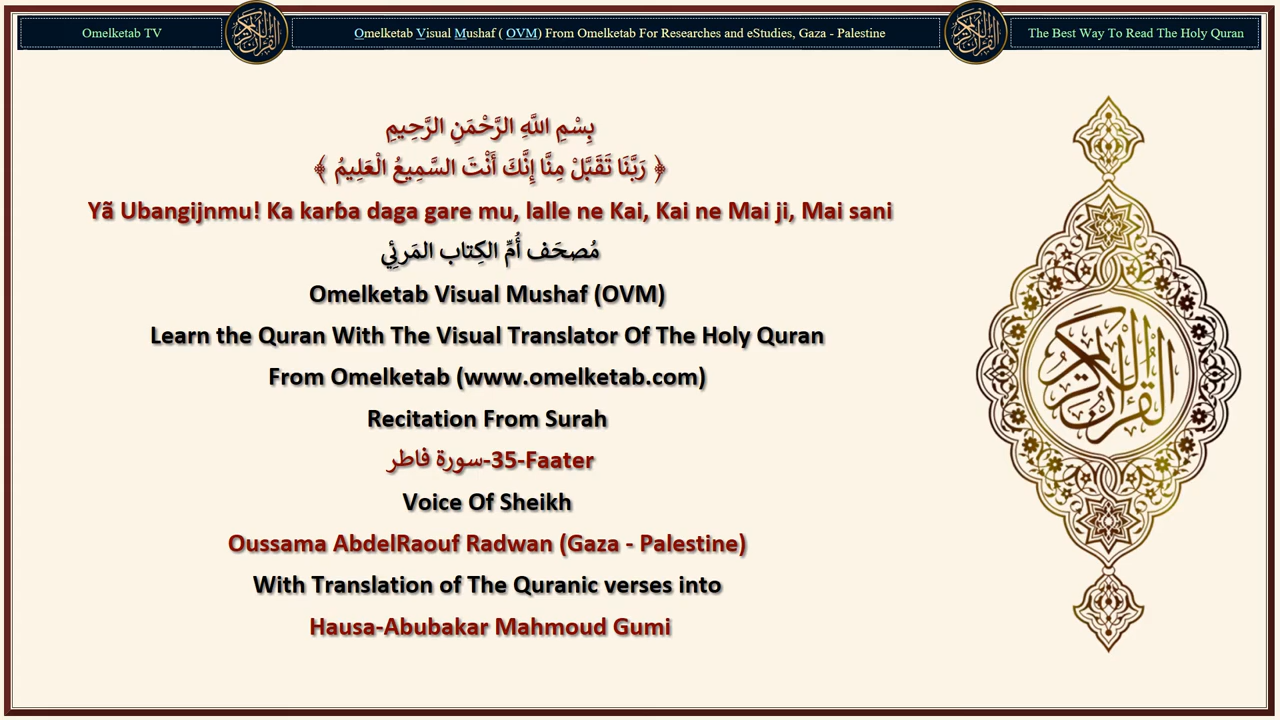 Omelketab TV
Omelketab Visual Mushaf ( OVM) From Omelketab For Researches and eStudies, Gaza - Palestine
The Best Way To Read The Holy Quran
بِسْمِ اللَّهِ الرَّحْمَنِ الرَّحِيمِ
﴿ رَبَّنَا تَقَبَّلْ مِنَّا إِنَّكَ أَنْتَ السَّمِيعُ الْعَلِيمُ ﴾
Yã Ubangijnmu! Ka karɓa daga gare mu, lalle ne Kai, Kai ne Mai ji, Mai sani
مُصحَف أُمِّ الكِتاب المَرئِي
Omelketab Visual Mushaf (OVM)
Learn the Quran With The Visual Translator Of The Holy Quran
From Omelketab (www.omelketab.com)
Recitation From Surah
سورة فاطر-35-Faater
Voice Of Sheikh
Oussama AbdelRaouf Radwan (Gaza - Palestine)
With Translation of The Quranic verses into
Hausa-Abubakar Mahmoud Gumi
القرآن الكريم